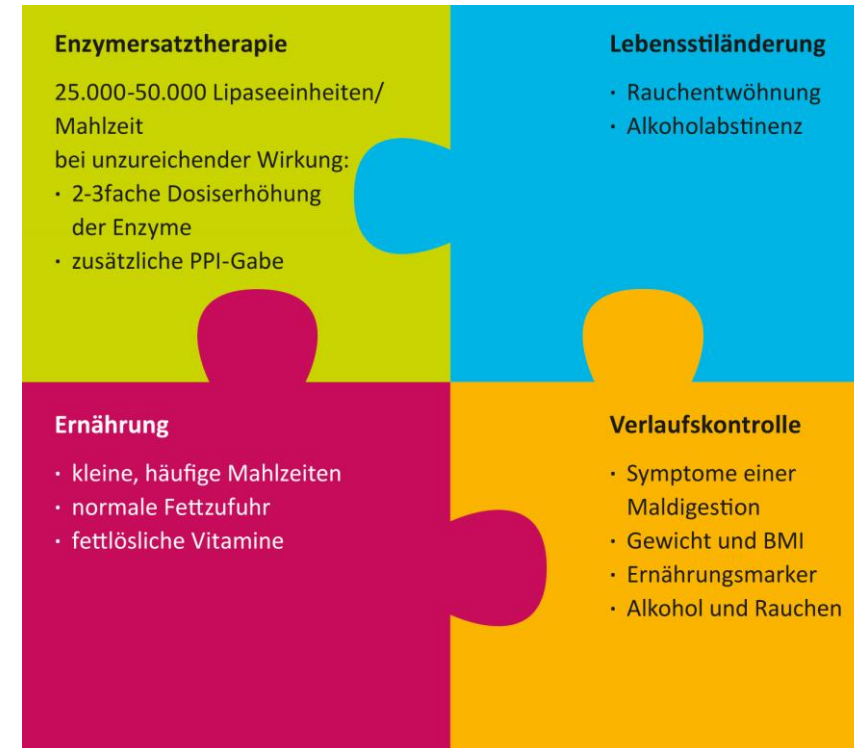 Enzymersatztherapie
25.000-50.000 Lipaseeinheiten/
Mahlzeit
bei unzureichender Wirkung:
· 2-3fache Dosiserhöhung
der Enzyme
· zusätzliche PPI-Gabe
Lebensstiländerung
· Rauchentwöhnung
· Alkoholabstinenz
Ernährung
· kleine, häufige Mahlzeiten
· normale Fettzufuhr
· fettlösliche Vitamine
Verlaufskontrolle
· Symptome einer
Maldigestion
· Gewicht und BMI
· Ernährungsmarker
· Alkohol und Rauchen